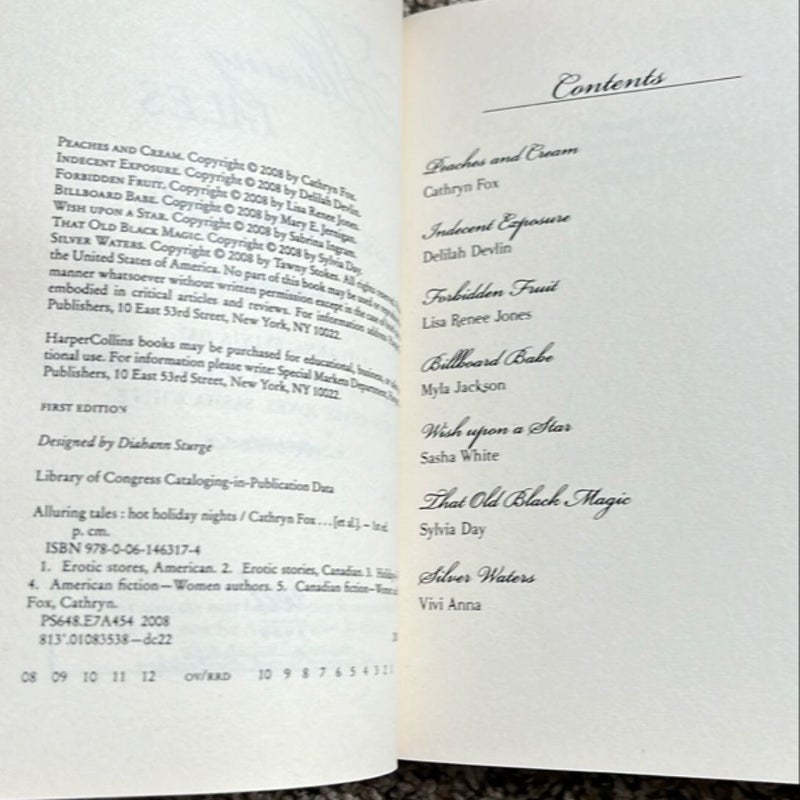 PEACHES AND CREAM. Copyright © 2008 by Cathryn Fox.
INDECENT EXPOSURE. Copyright © 2008 by Delilah Devlin.
FORBIDDEN FRUIT. Copyright © 2008 by Lisa Renee Jones.
BILLBOARD BABE. Copyright © 2008 by Mary E. Jernigan.
WISH UPON A STAR. Copyright © 2008 by Sabrina Ingram.
THAT OLD BLACK MAGIC. Copyright © 2008 by Sylvia Day.
SILVER WATERS. Copyright © 2008 by Tawny Stokes. All rights
the United States of America. No part of this book may be used or
manner whatsoever without written permission except in the case of
embodied in critical articles and reviews. For information address
Publishers, 10 East 53rd Street, New York, NY 10022.
HarperCollins books may be purchased for educational, business, or
tional use. For information please write: Special Markets Department,
Publishers, 10 East 53rd Street, New York, NY 10022.
FIRST EDITION
Designed by Diahann Sturge
Library of Congress Cataloging-in-Publication Data
Alluring tales : hot holiday nights / Cathryn Fox . . . [et al.]. – 1st ed.
p. cm.
ISBN 978-0-06-146317-4
1. Erotic stores, American. 2. Erotic stories, Canadian. 3.
4. American fiction—Women authors. 5. Canadian fiction—
Fox, Cathryn.
PS648.E7A454 2008
813'.01083538—dc22
08 09 10 11 12 OV/RRD 10 9 8 7 6 5 4 3 2 1
Contents
Peaches and Cream
Cathryn Fox
Indecent Exposure
Delilah Devlin
Forbidden Fruit
Lisa Renee Jones
Billboard Babe
Myla Jackson
Wish upon a Star
Sasha White
That Old Black Magic
Sylvia Day
Silver Waters
Vivi Anna